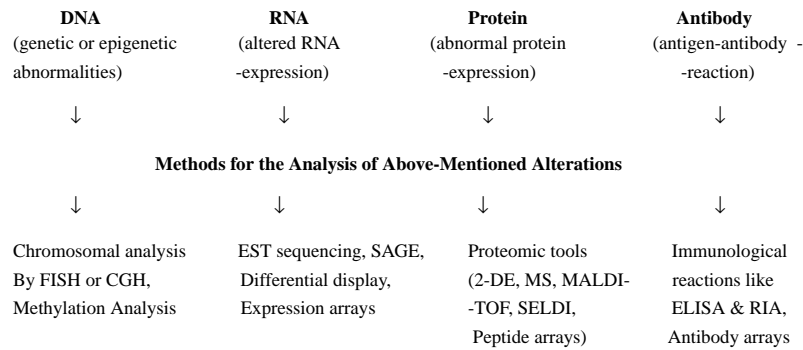 DNA
(genetic or epigenetic
abnormalities)
RNA
(altered RNA
-expression)
Protein
(abnormal protein
-expression)
Antibody
(antigen-antibody -
-reaction)
↓ ↓ ↓ ↓
Methods for the Analysis of Above-Mentioned Alterations
↓ ↓ ↓ ↓
Chromosomal analysis
By FISH or CGH,
Methylation Analysis
EST sequencing, SAGE,
Differential display,
Expression arrays
Proteomic tools
(2-DE, MS, MALDI-
-TOF, SELDI,
Peptide arrays)
Immunological
reactions like
ELISA & RIA,
Antibody arrays